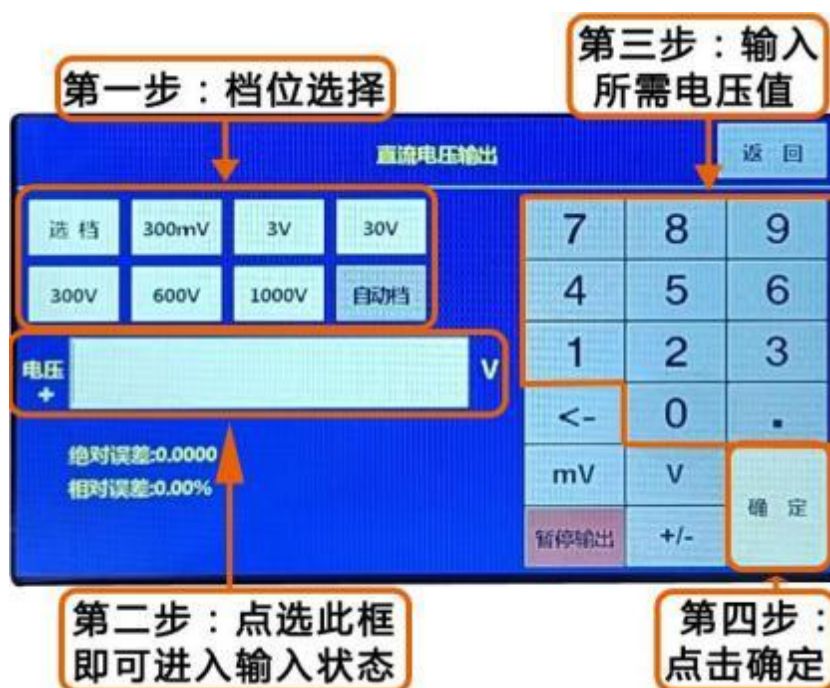 第三步：输入
所需电压值
第一步：档位选择
直流电压输出
返 回
选 档
300mV
3V
30V
300V
600V
1000V
自动档
电压
+
V
绝对误差:0.0000
相对误差:0.00%
7
8
9
4
5
6
1
2
3
<-
0
.
mV
V
确 定
暂停输出
+/-
第二步：点选此框
即可进入输入状态
第四步：
点击确定